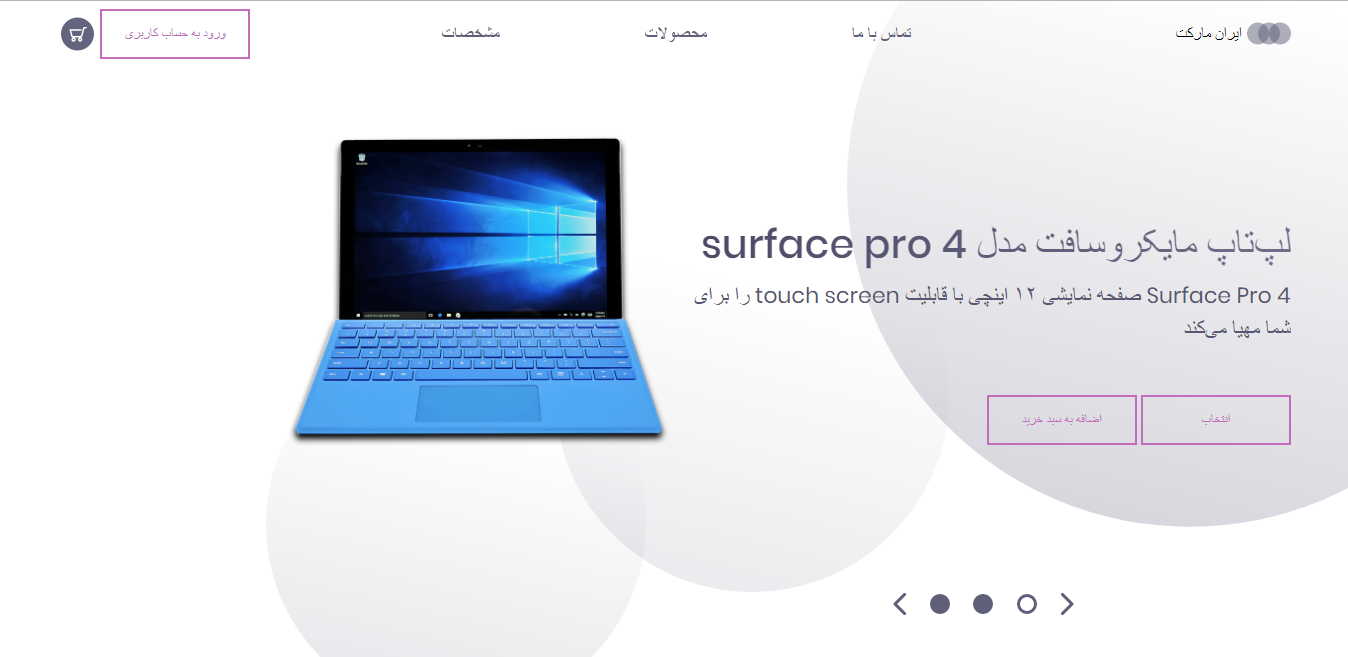 ایران مارکت
تماس با ما
محصولات
مشخصات
ورود به حساب کاربری
لپ‌تاپ مایکروسافت مدل surface pro 4
Surface Pro 4 صفحه نمایشی ۱۲ اینچی با قابلیت touch screen را برای
شما مهیا می‌کند
انتخاب
اضافه به سبد خرید